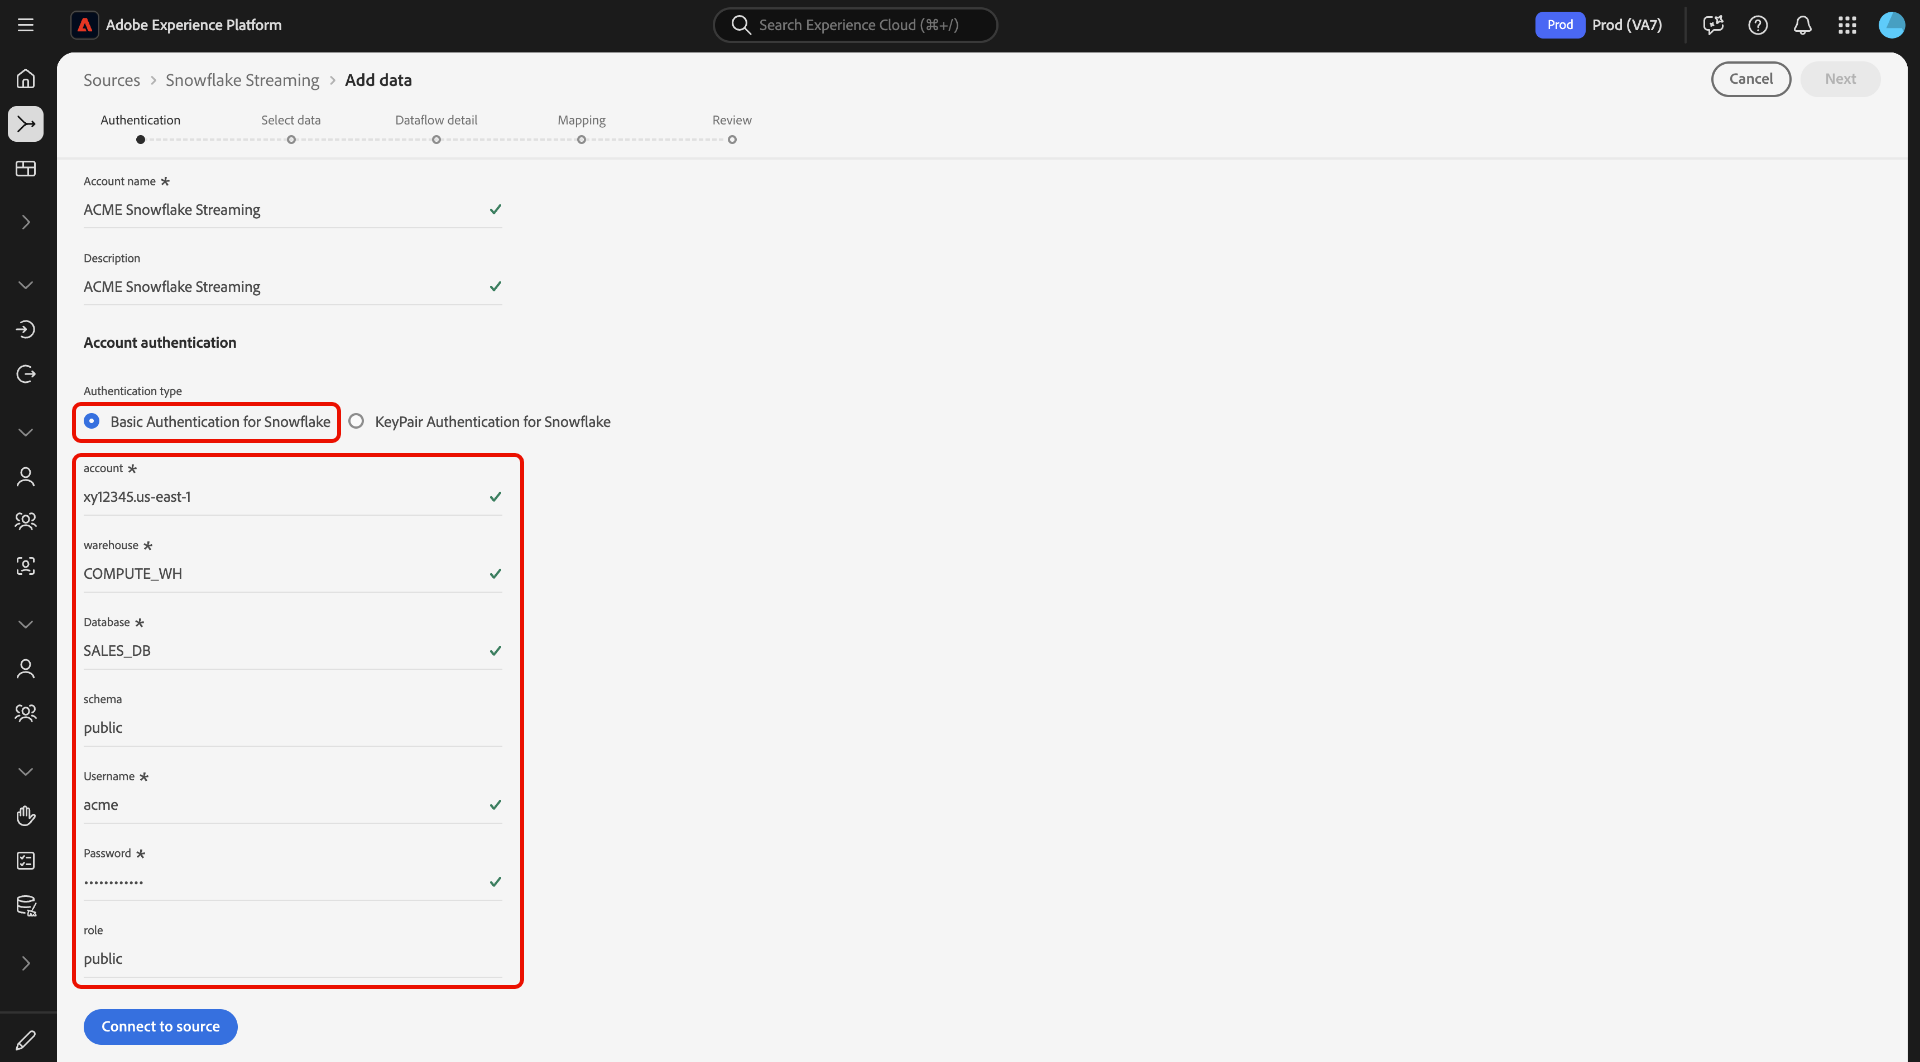 Adobe Experience Platform
Search Experience Cloud (⌘+/)
Prod
Prod (VA7)
Sources > Snowflake Streaming > Add data
Cancel
Next
Authentication
Select data
Dataflow detail
Mapping
Review
Account name *
ACME Snowflake Streaming
Description
ACME Snowflake Streaming
Account authentication
Authentication type
Basic Authentication for Snowflake
KeyPair Authentication for Snowflake
account *
xy12345.us-east-1
warehouse *
COMPUTE_WH
Database *
SALES_DB
schema
public
Username *
acme
Password *
••••••••••••
role
public
Connect to source